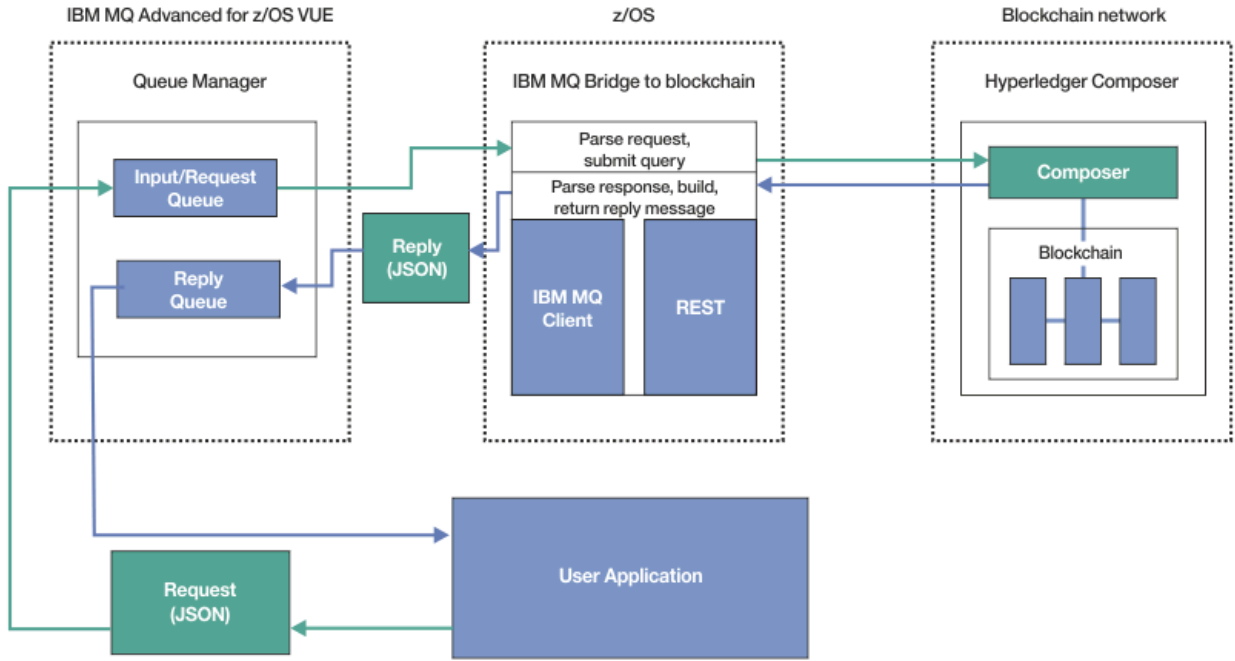 IBM MQ Advanced for z/OS VUE
z/OS
Blockchain network
Queue Manager
IBM MQ Bridge to blockchain
Hyperledger Composer
Input/Request
Queue
Reply
Queue
Reply
(JSON)
Parse request,
submit query
Parse response, build,
return reply message
IBM MQ
Client
REST
Composer
Blockchain
User Application
Request
(JSON)